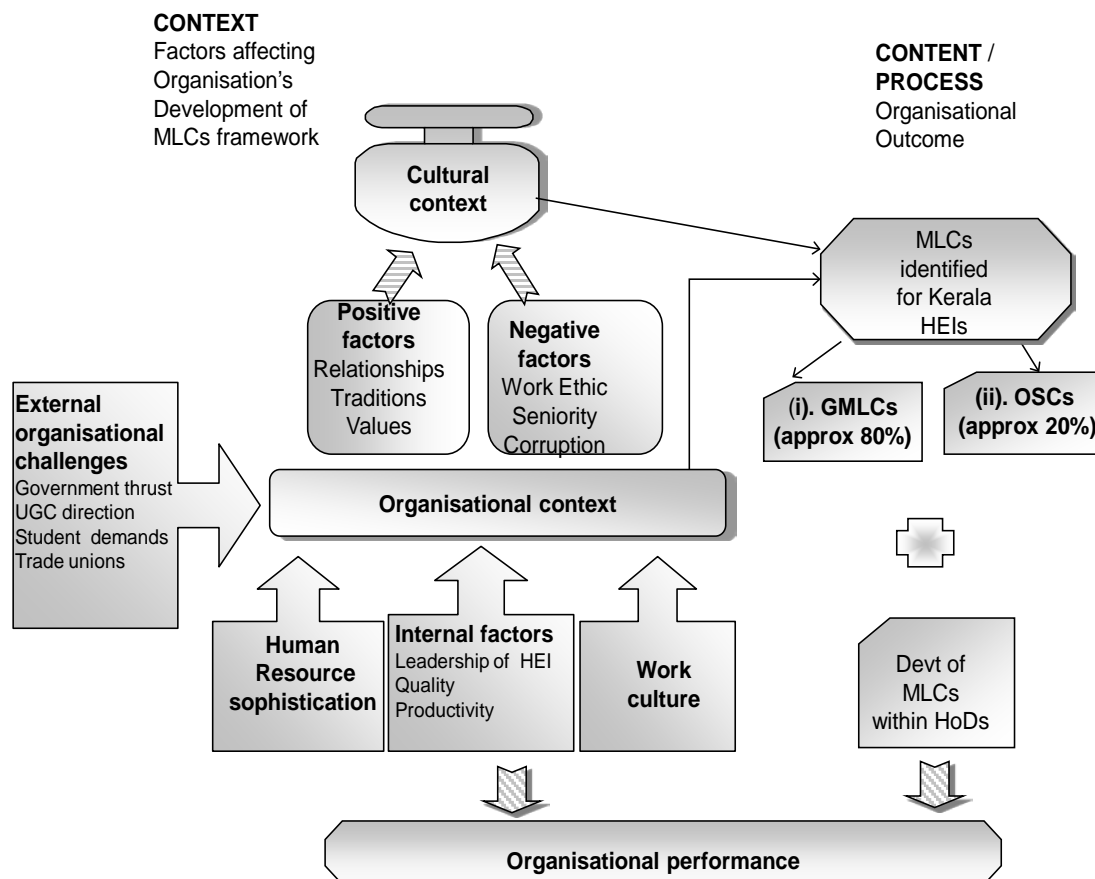 CONTEXT
Factors affecting
Organisation's
Development of
MLCs framework
CONTENT /
PROCESS
Organisational
Outcome
Cultural
context
MLCs
identified
for Kerala
HEIs
Positive
factors
Relationships
Traditions
Values
Negative
factors
Work Ethic
Seniority
Corruption
(i). GMLCs
(approx 80%)
(ii). OSCs
(approx 20%)
External
organisational
challenges
Government thrust
UGC direction
Student demands
Trade unions
Organisational context
Human
Resource
sophistication
Internal factors
Leadership of HEI
Quality
Productivity
Work
culture
Devt of
MLCs
within HoDs
Organisational performance